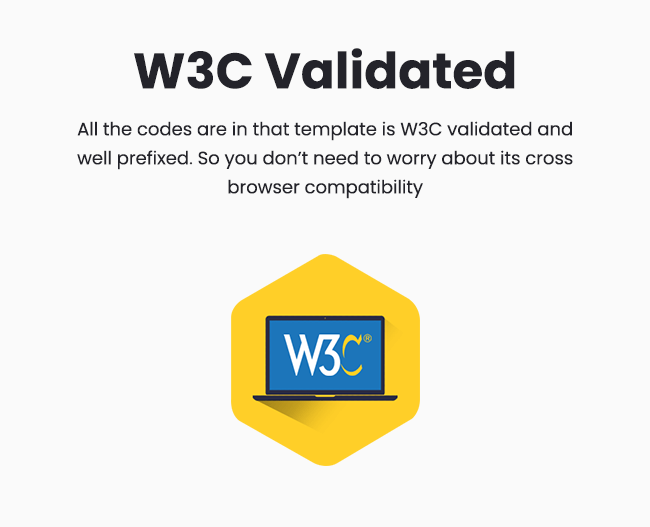 W3C Validated
All the codes are in that template is W3C validated and
well prefixed. So you don’t need to worry about its cross
browser compatibility
W3C®